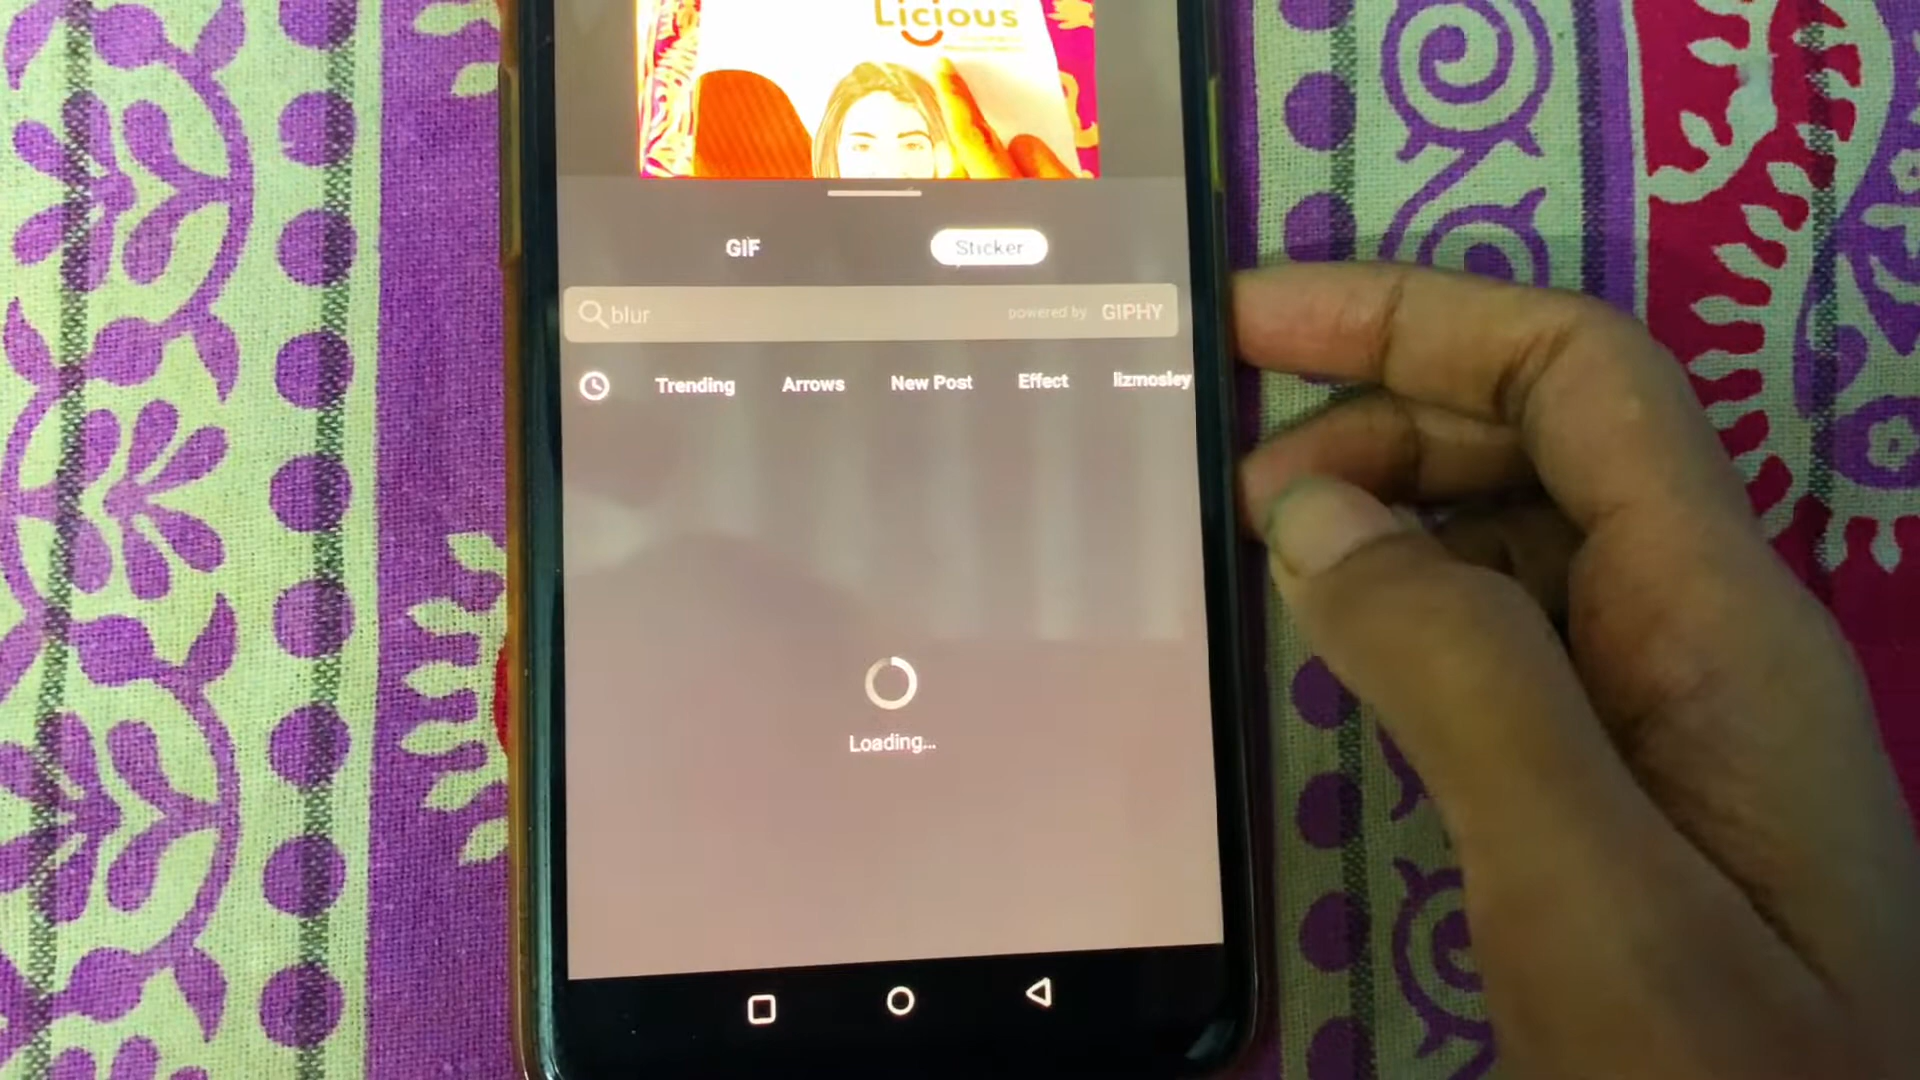 Licious
GIF
Sticker
blur
powered by GIPHY
Trending
Arrows
New Post
Effect
lizmosley
Loading...